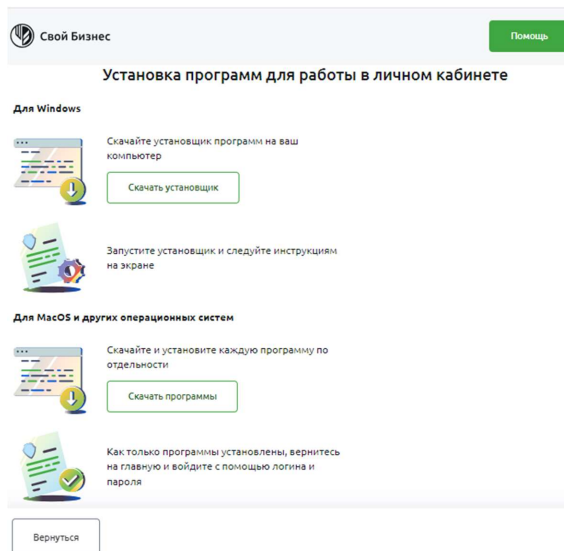 Свой Бизнес
Помощь
Установка программ для работы в личном кабинете
Для Windows
Скачайте установщик программ на ваш
компьютер
Скачать установщик
Запустите установщик и следуйте инструкциям
на экране
Для MacOS и других операционных систем
Скачайте и установите каждую программу по
отдельности
Скачать программы
Как только программы установлены, вернитесь
на главную и войдите с помощью логина и
пароля
Вернуться